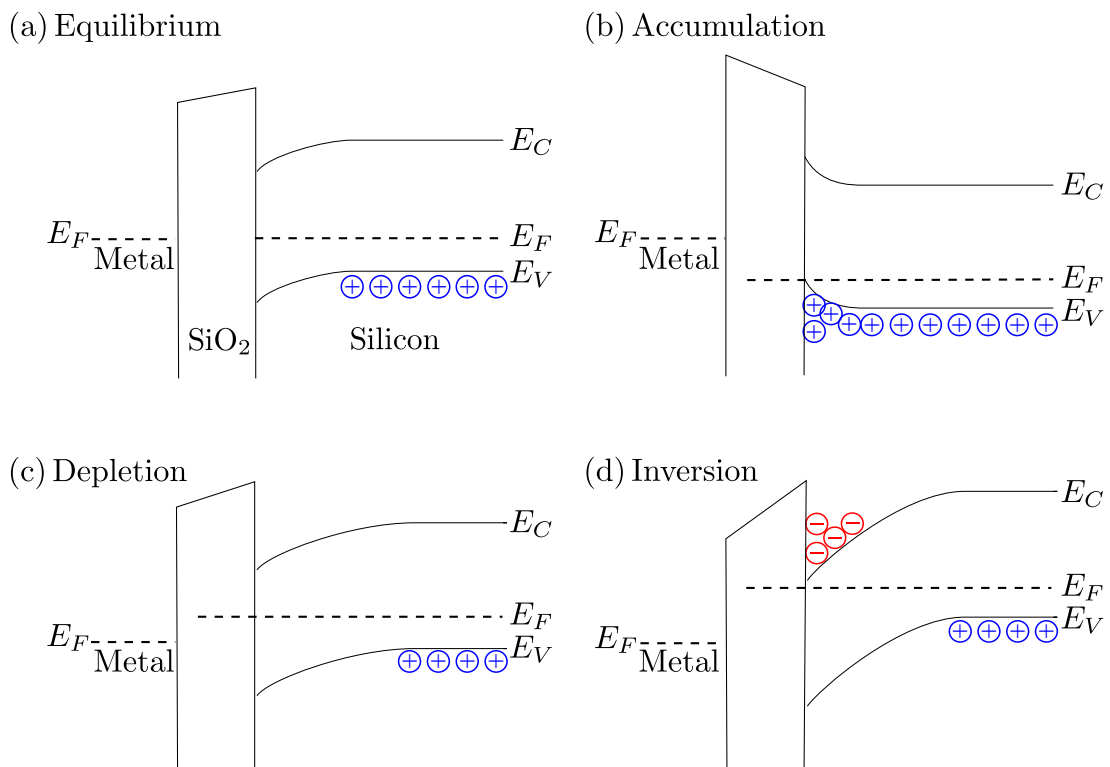 (a) Equilibrium
E_C
E_F
E_F
Metal
E_V
SiO₂
Silicon
(b) Accumulation
E_C
E_F
Metal
E_F
E_V
(c) Depletion
E_C
E_F
E_F
Metal
E_V
(d) Inversion
E_C
E_F
E_V
E_F
Metal